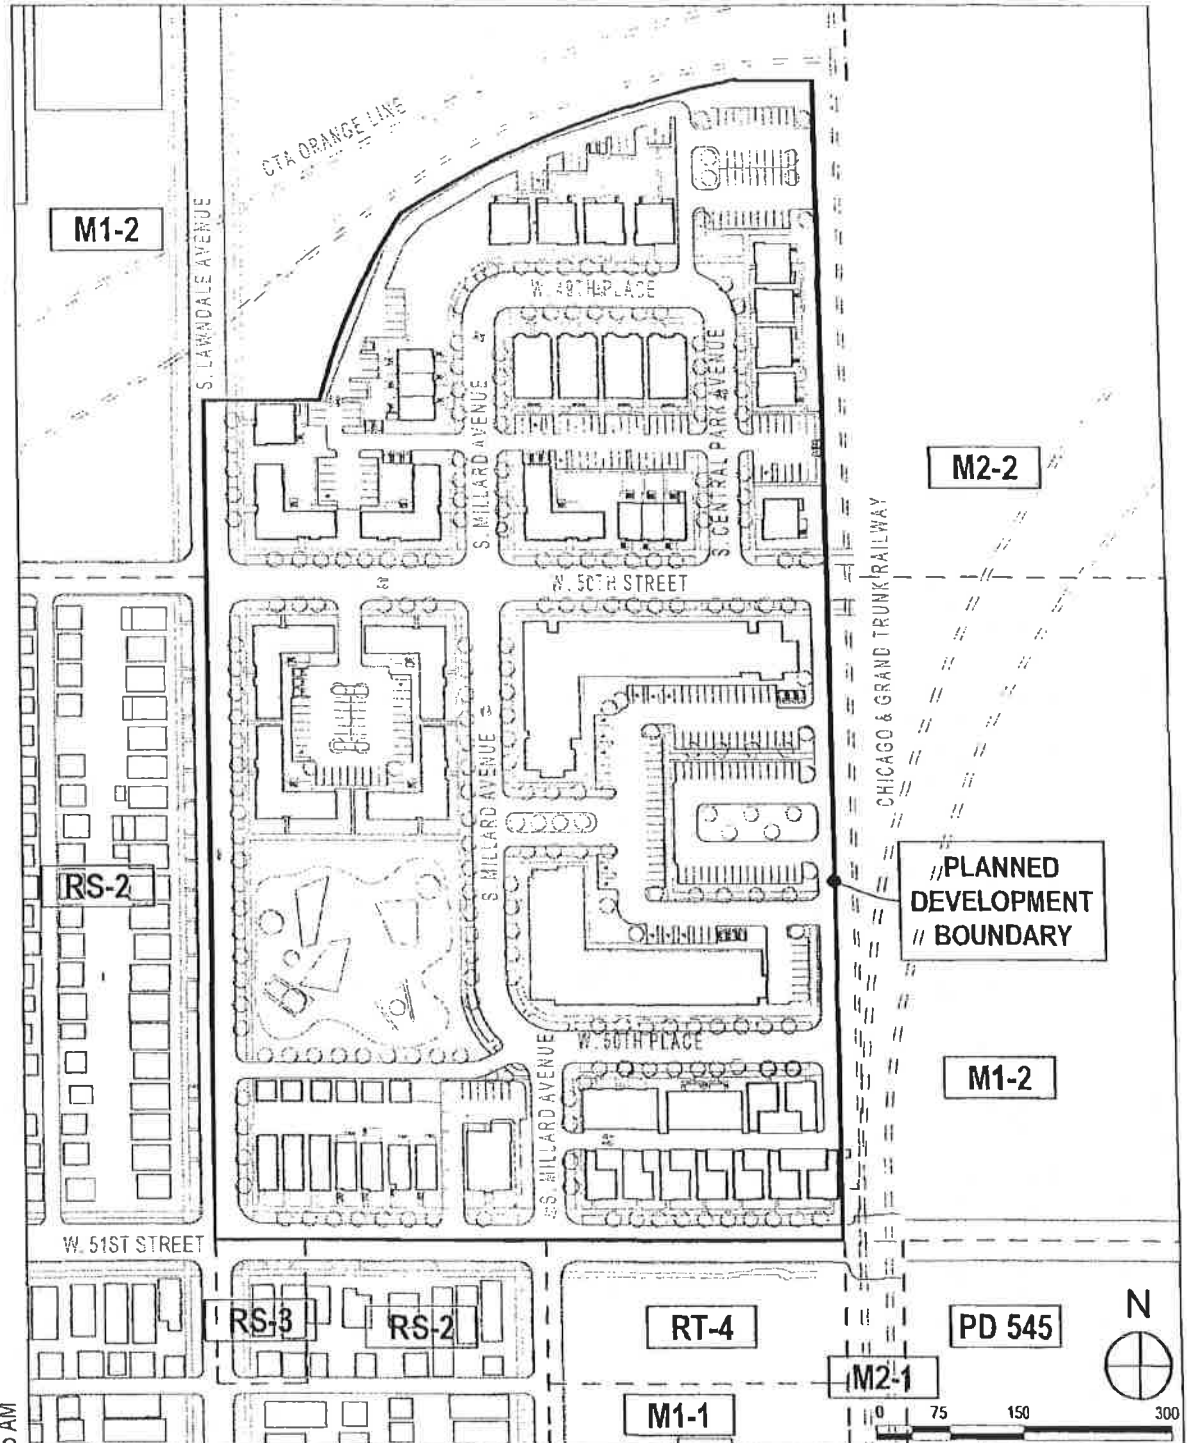 CTA ORANGE LINE
M1-2
S. LAWNDALE AVENUE
W. 49TH PLACE
S. MILLARD AVENUE
S. CENTRAL PARK AVENUE
M2-2
W. 50TH STREET
CHICAGO & GRAND TRUNK RAILWAY
S. MILLARD AVENUE
PLANNED
DEVELOPMENT
BOUNDARY
RS-2
W. 50TH PLACE
M1-2
S. MILLARD AVENUE
W. 51ST STREET
RS-3
RS-2
RT-4
PD 545
N
M2-1
M1-1
0 75 150 300
AM